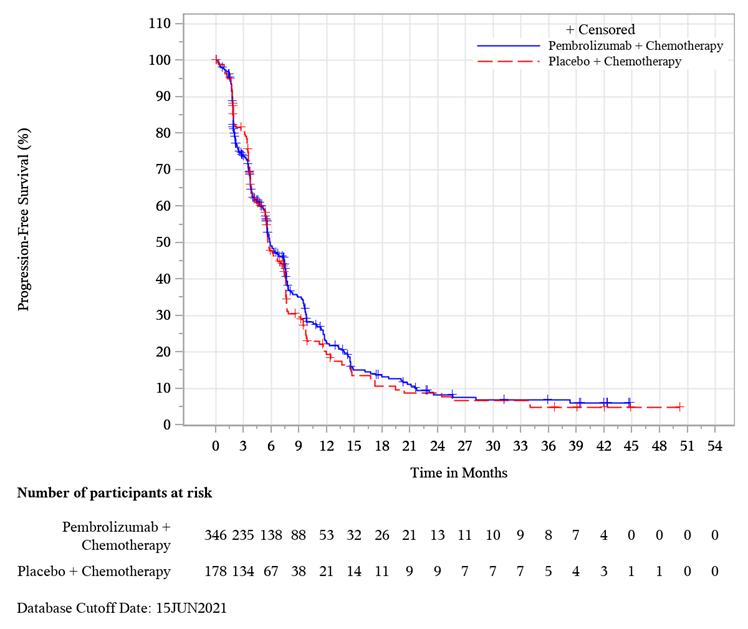 110
100
90
80
70
60
50
40
30
20
10
0
Progression-Free Survival (%)
+ Censored
Pembrolizumab + Chemotherapy
Placebo + Chemotherapy
0 3 6 9 12 15 18 21 24 27 30 33 36 39 42 45 48 51 54
Time in Months
Number of participants at risk
Pembrolizumab +
Chemotherapy
346 235 138 88 53 32 26 21 13 11 10 9 8 7 4 0 0 0 0
Placebo + Chemotherapy 178 134 67 38 21 14 11 9 9 7 7 7 5 4 3 1 1 0 0
Database Cutoff Date: 15JUN2021